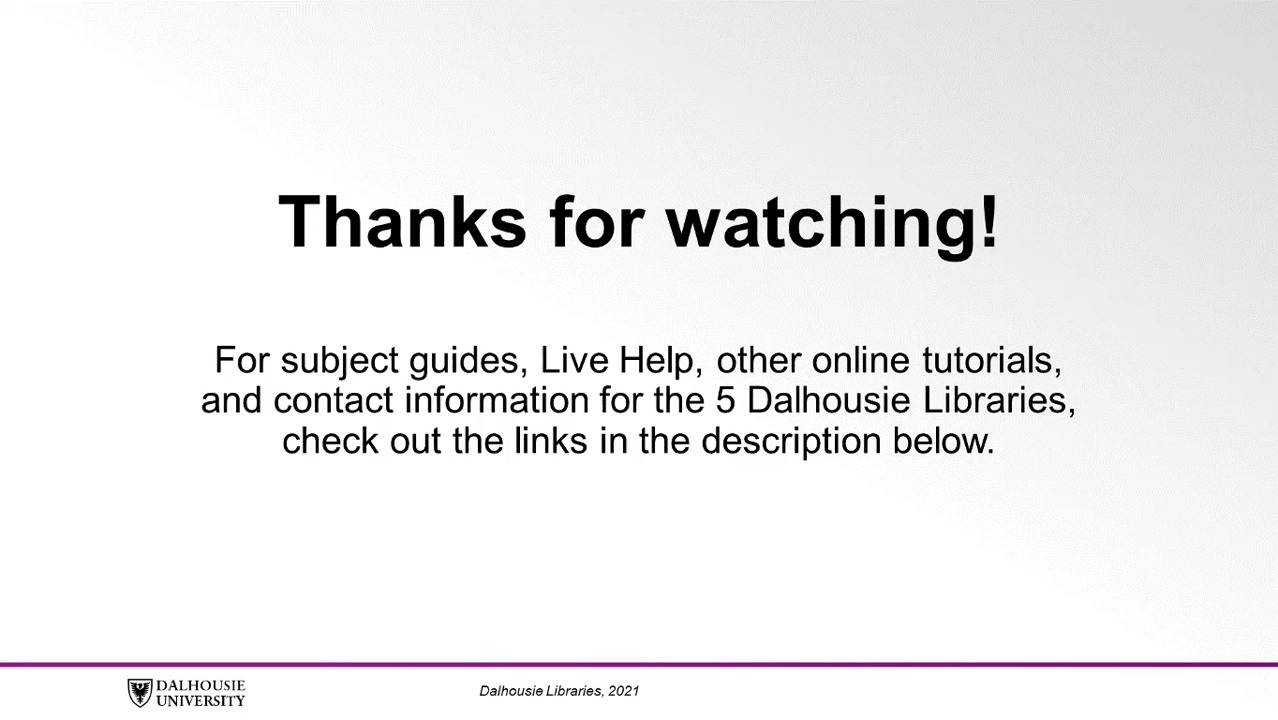 Thanks for watching!
For subject guides, Live Help, other online tutorials,
and contact information for the 5 Dalhousie Libraries,
check out the links in the description below.
DALHOUSIE
UNIVERSITY
Dalhousie Libraries, 2021